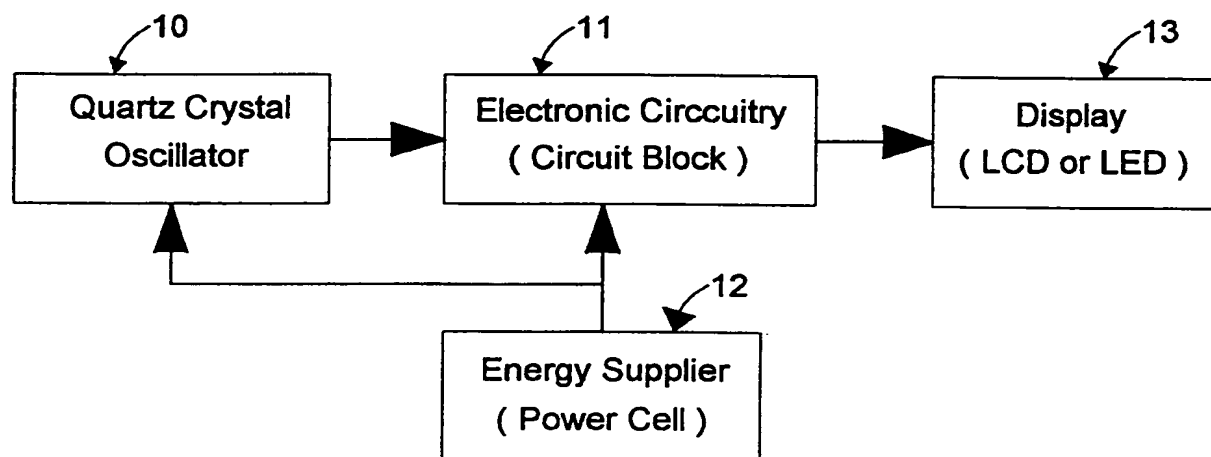 10
Quartz Crystal
Oscillator
11
Electronic Circcuitry
( Circuit Block )
13
Display
( LCD or LED )
12
Energy Supplier
( Power Cell )